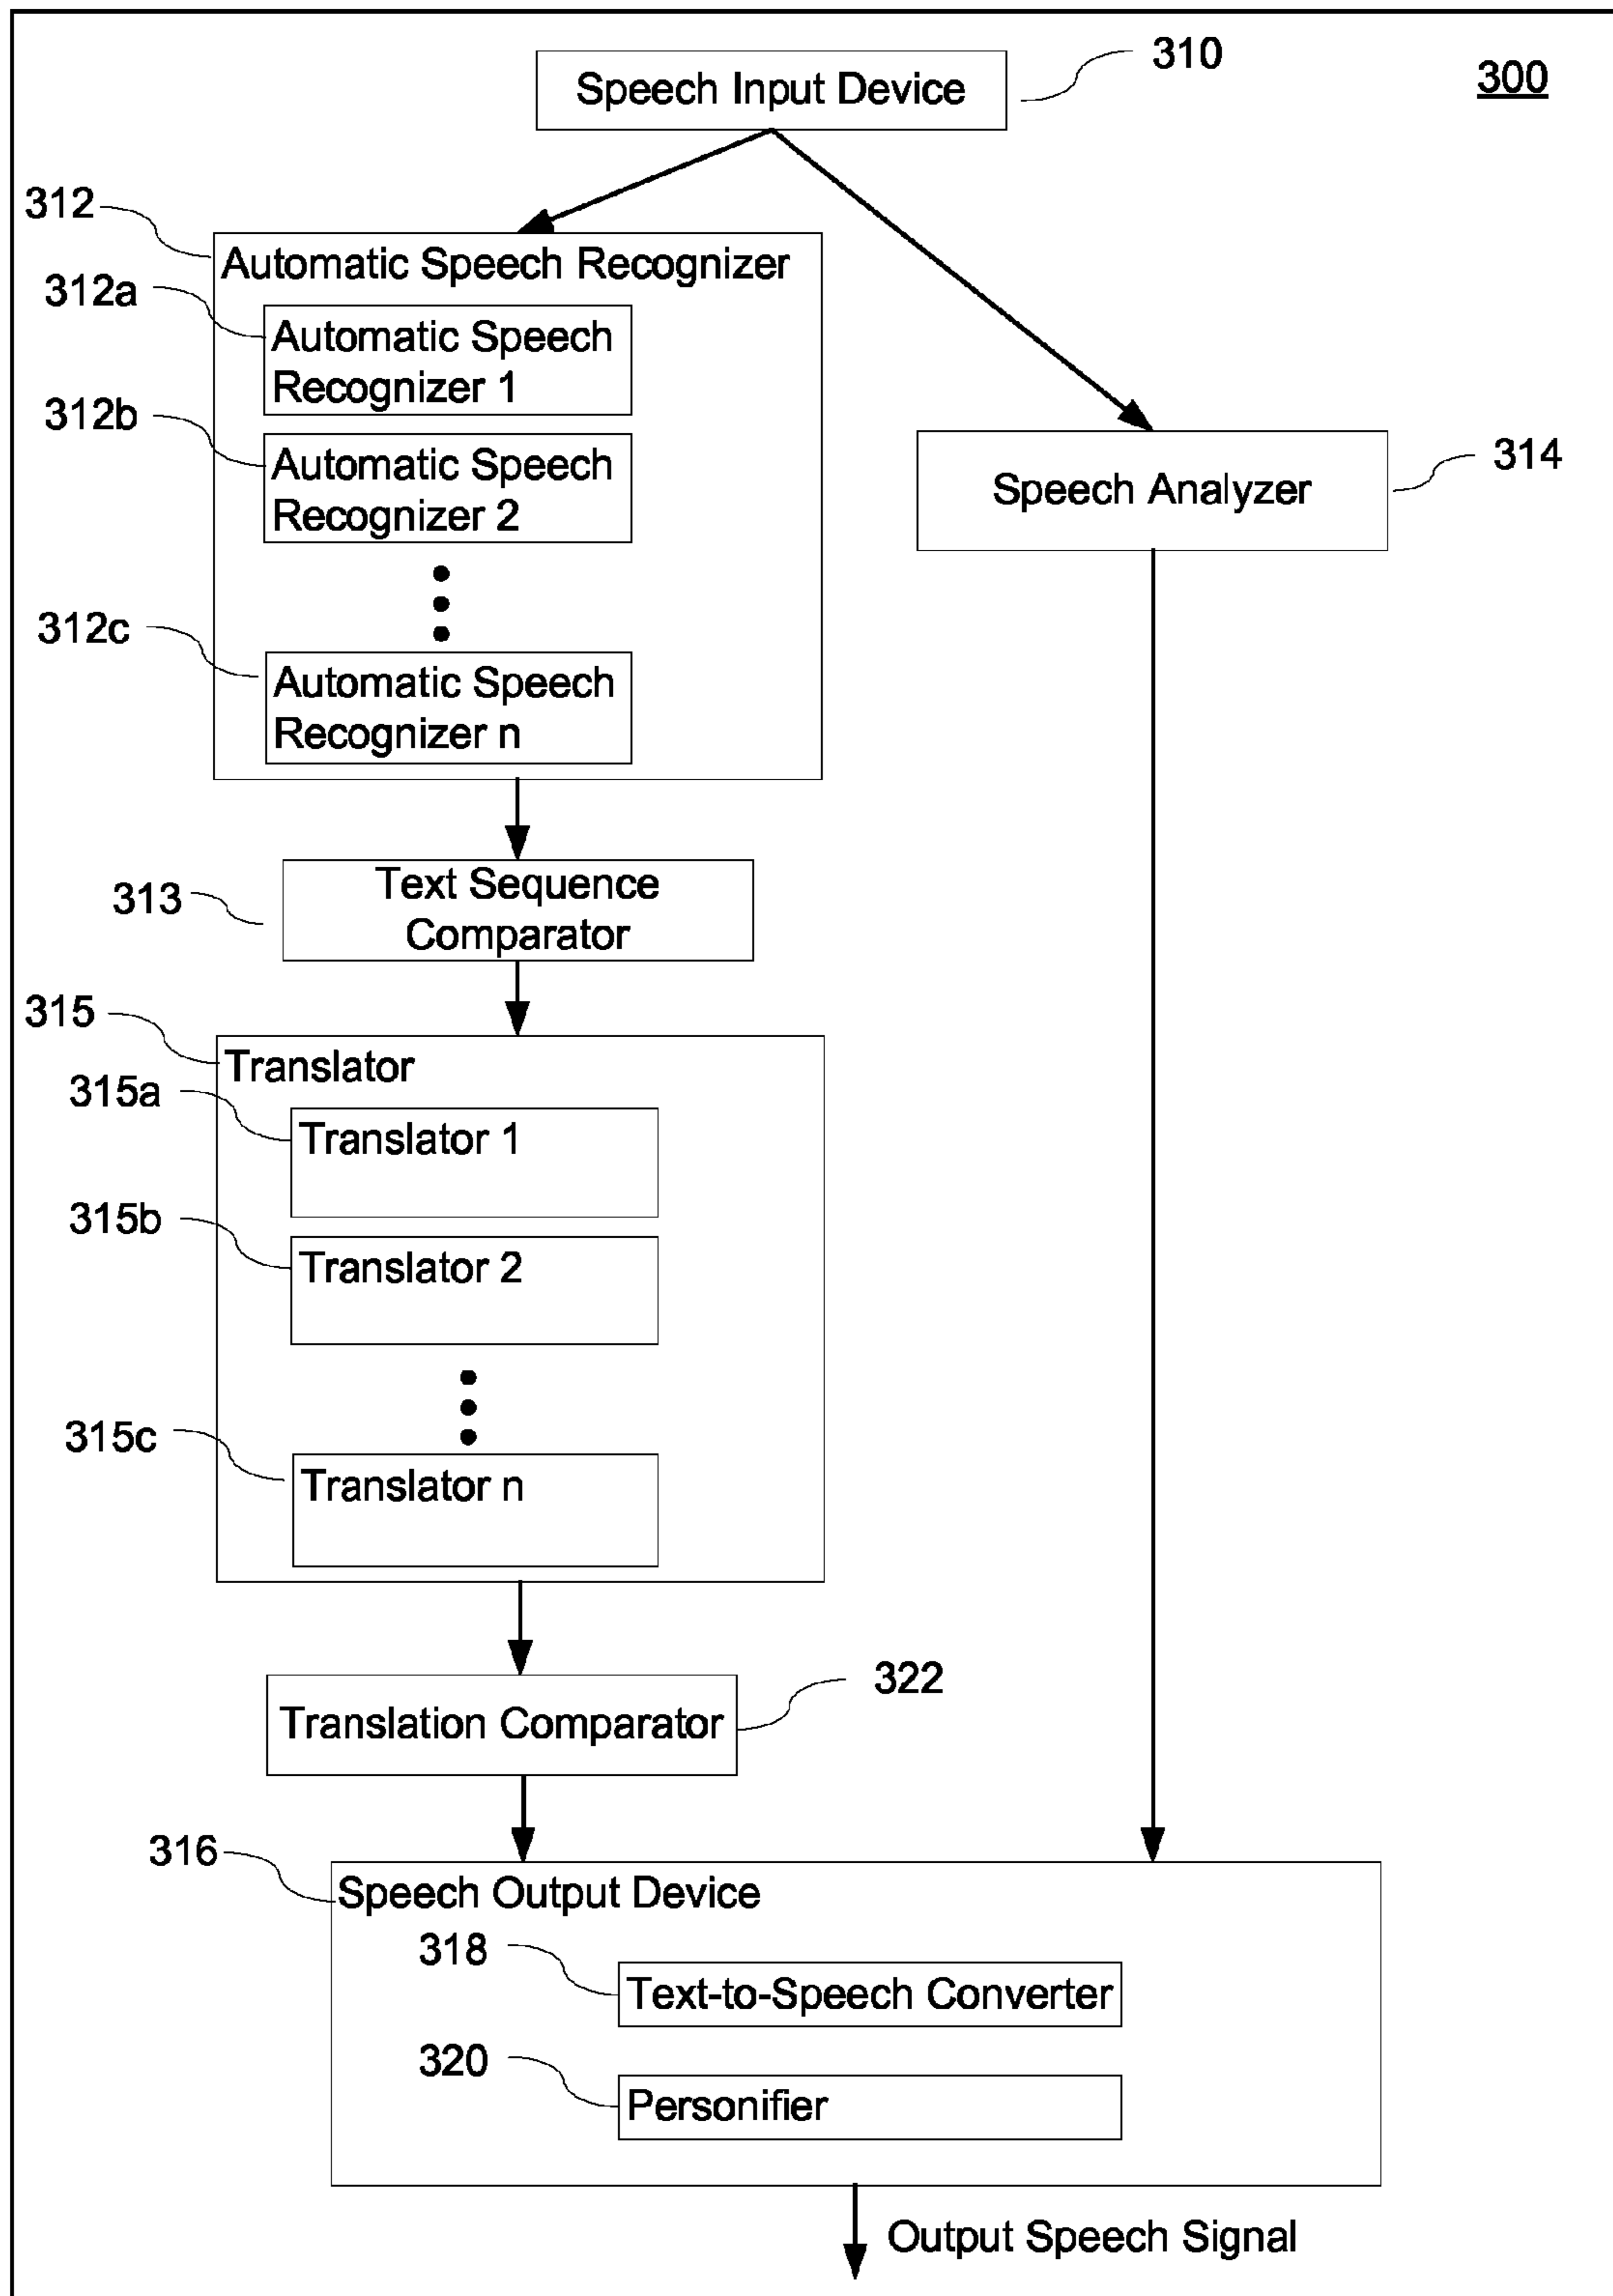 310
300
Speech Input Device
312
Automatic Speech Recognizer
312a
Automatic Speech
Recognizer 1
312b
Automatic Speech
Recognizer 2
314
Speech Analyzer
312c
Automatic Speech
Recognizer n
313
Text Sequence
Comparator
315
Translator
315a
Translator 1
315b
Translator 2
315c
Translator n
322
Translation Comparator
316
Speech Output Device
318
Text-to-Speech Converter
320
Personifier
Output Speech Signal